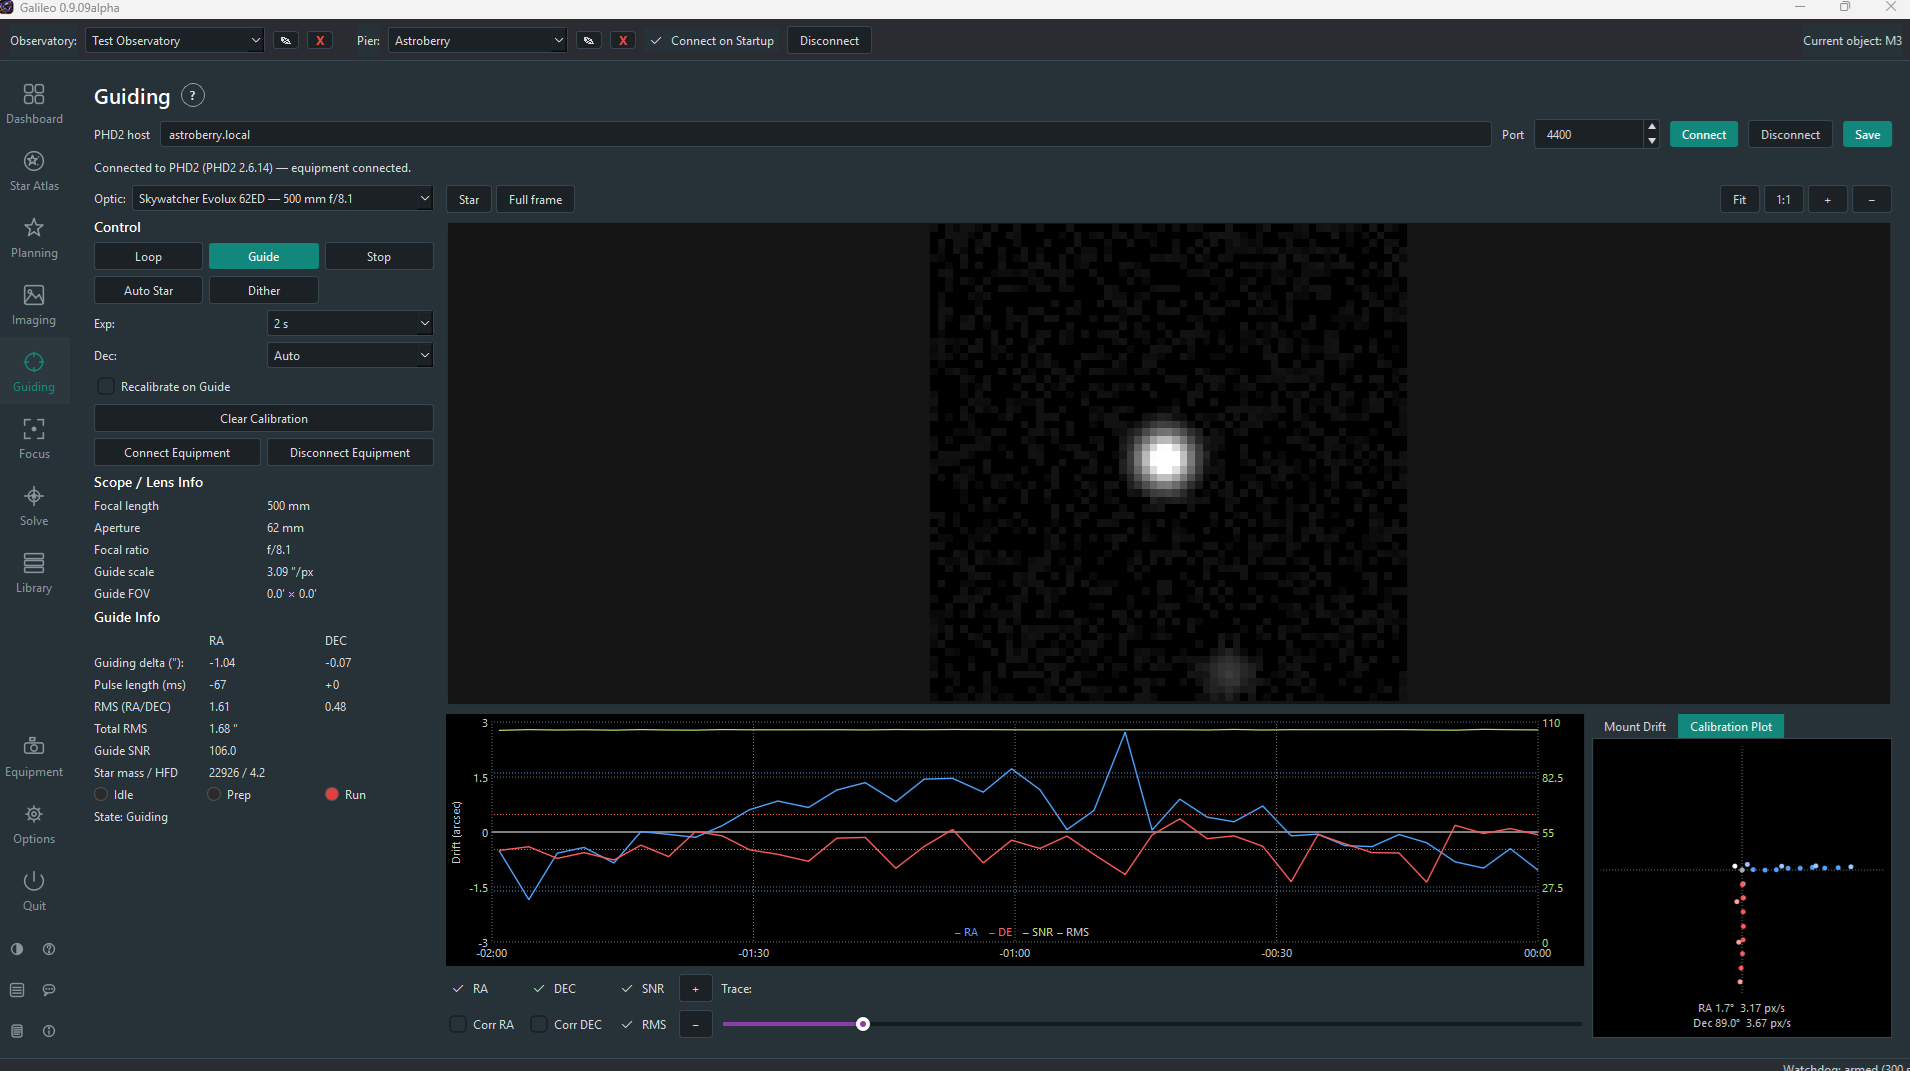 Galileo 0.9.09alpha
Observatory: Test Observatory X Pier: Astroberry X Connect on Startup Disconnect Current object: M3
Guiding ?
PHD2 host astroberry.local Port 4400 Connect Disconnect Save
Connected to PHD2 (PHD2 2.6.14) — equipment connected.
Optic: Skywatcher Evolux 62ED — 500 mm f/8.1 Star Full frame Fit 1:1 + −
Dashboard
Star Atlas
Planning
Imaging
Guiding
Focus
Solve
Library
Equipment
Options
Quit
Control
Loop Guide Stop
Auto Star Dither
Exp: 2 s
Dec: Auto
Recalibrate on Guide
Clear Calibration
Connect Equipment Disconnect Equipment
Scope / Lens Info
Focal length 500 mm
Aperture 62 mm
Focal ratio f/8.1
Guide scale 3.09 "/px
Guide FOV 0.0' × 0.0'
Guide Info
RA DEC
Guiding delta ("): -1.04 -0.07
Pulse length (ms) -67 +0
RMS (RA/DEC) 1.61 0.48
Total RMS 1.68 "
Guide SNR 106.0
Star mass / HFD 22926 / 4.2
Idle Prep Run
State: Guiding
3 110
1.5 82.5
0 55
-1.5 27.5
-3 0
Drift (arcsec)
– RA – DE – SNR – RMS
-02:00 -01:30 -01:00 -00:30 00:00
RA DEC SNR + Trace:
Corr RA Corr DEC RMS −
Mount Drift Calibration Plot
RA 1.7° 3.17 px/s
Dec 89.0° 3.67 px/s